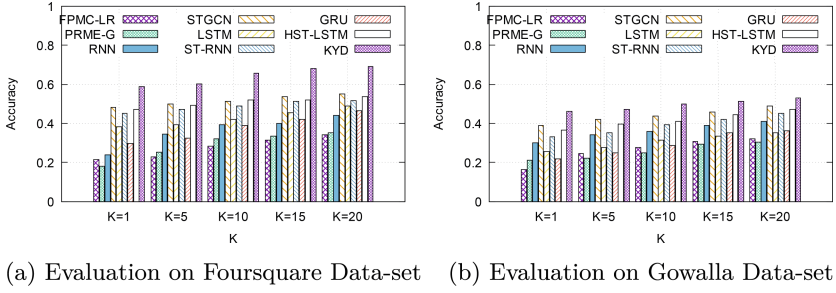 FPMC-LR STGCN GRU
PRME-G LSTM HST-LSTM
RNN ST-RNN KYD
1
0.8
0.6
0.4
0.2
0
Accuracy
K=1 K=5 K=10 K=15 K=20
K
(a) Evaluation on Foursquare Data-set
FPMC-LR STGCN GRU
PRME-G LSTM HST-LSTM
RNN ST-RNN KYD
1
0.8
0.6
0.4
0.2
0
Accuracy
K=1 K=5 K=10 K=15 K=20
K
(b) Evaluation on Gowalla Data-set